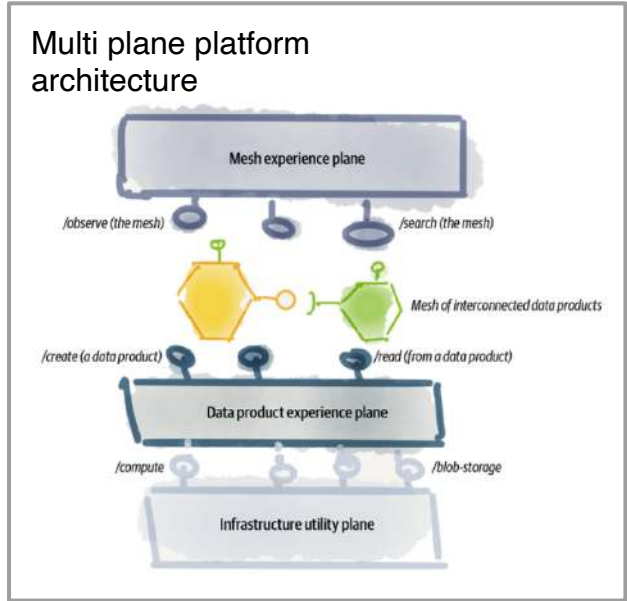 Multi plane platform
architecture
Mesh experience plane
/observe (the mesh)
/search (the mesh)
Mesh of interconnected data products
/create (a data product)
/read (from a data product)
Data product experience plane
/compute
/blob-storage
Infrastructure utility plane